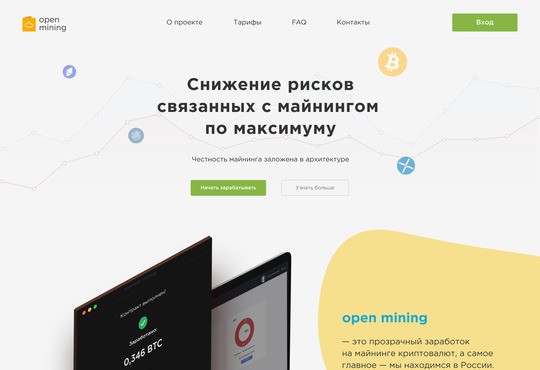 open
mining
О проекте
Тарифы
FAQ
Контакты
Вход
Снижение рисков
связанных с майнингом
по максимуму
Честность майнинга заложена в архитектуре
Начать зарабатывать
Узнать больше
Контракт выполнен!
Заработано:
0,346 BTC
open mining
— это прозрачный заработок
на майнинге криптовалют, а самое
главное — мы находимся в России.